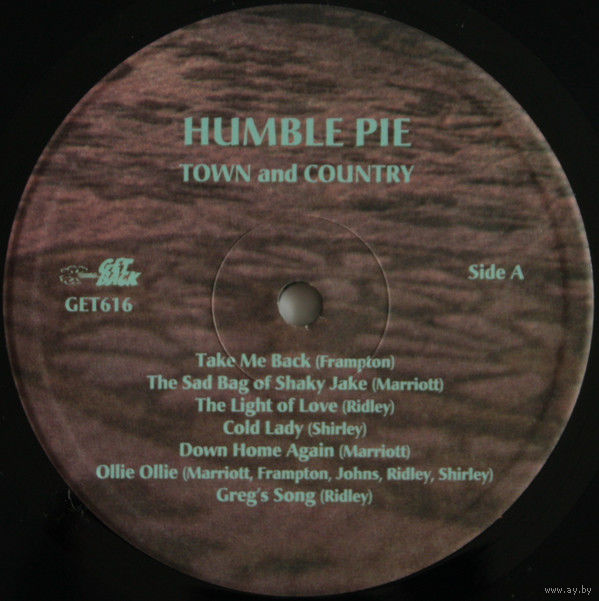 HUMBLE PIE
TOWN and COUNTRY
GET
BACK
GET616
Side A
Take Me Back (Frampton)
The Sad Bag of Shaky Jake (Marriott)
The Light of Love (Ridley)
Cold Lady (Shirley)
Down Home Again (Marriott)
Ollie Ollie (Marriott, Frampton, Johns, Ridley, Shirley)
Greg's Song (Ridley)
www.ay.by